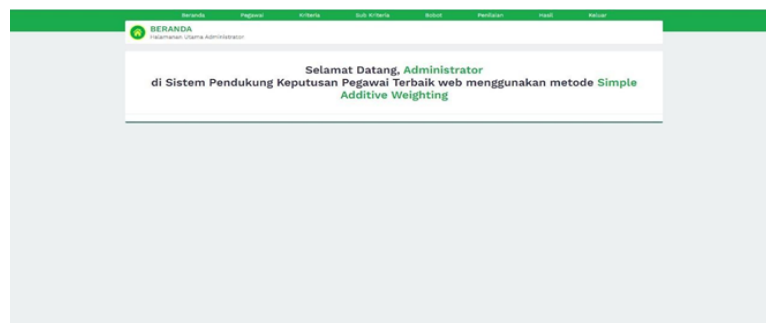 Beranda Pegawai Kriteria Sub Kriteria Bobot Penilaian Hasil Keluar
BERANDA
Halamanan Utama Administrator
Selamat Datang, Administrator
di Sistem Pendukung Keputusan Pegawai Terbaik web menggunakan metode Simple
Additive Weighting